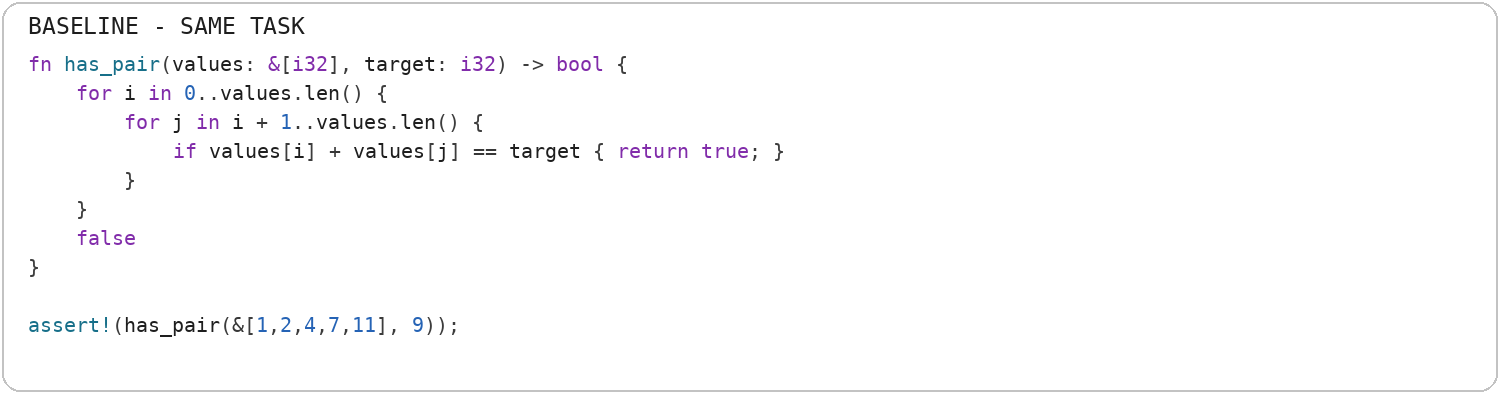 BASELINE - SAME TASK
fn has_pair(values: &[i32], target: i32) -> bool {
    for i in 0..values.len() {
        for j in i + 1..values.len() {
            if values[i] + values[j] == target { return true; }
        }
    }
    false
}

assert!(has_pair(&[1,2,4,7,11], 9));